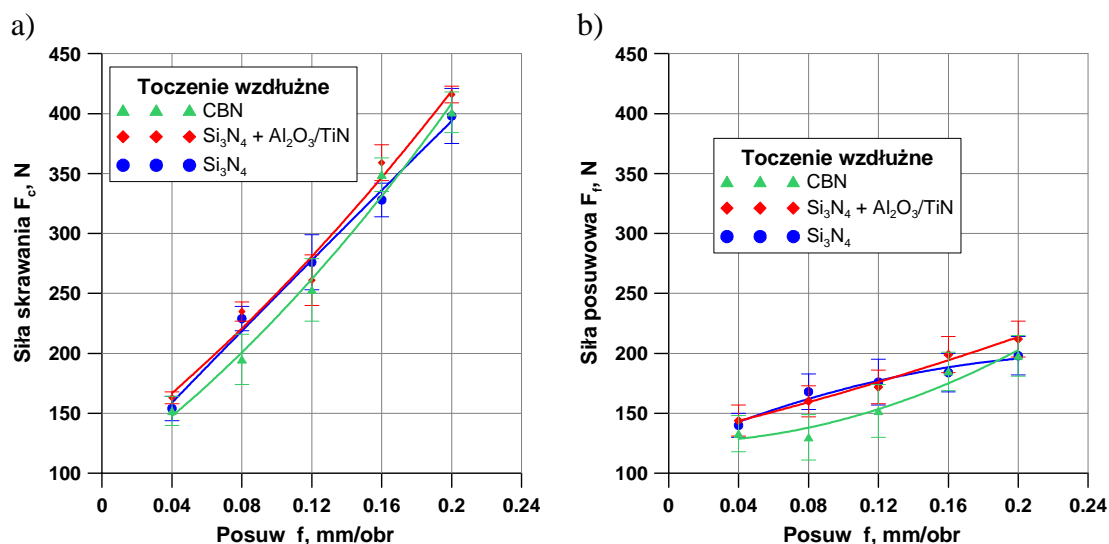 a)
450
400
350
300
250
200
150
100
Siła skrawania Fc, N
Toczenie wzdłużne
CBN
Si3N4 + Al2O3/TiN
Si3N4
0 0.04 0.08 0.12 0.16 0.2 0.24
Posuw f, mm/obr
b)
450
400
350
300
250
200
150
100
Siła posuwowa Ff, N
Toczenie wzdłużne
CBN
Si3N4 + Al2O3/TiN
Si3N4
0 0.04 0.08 0.12 0.16 0.2 0.24
Posuw f, mm/obr